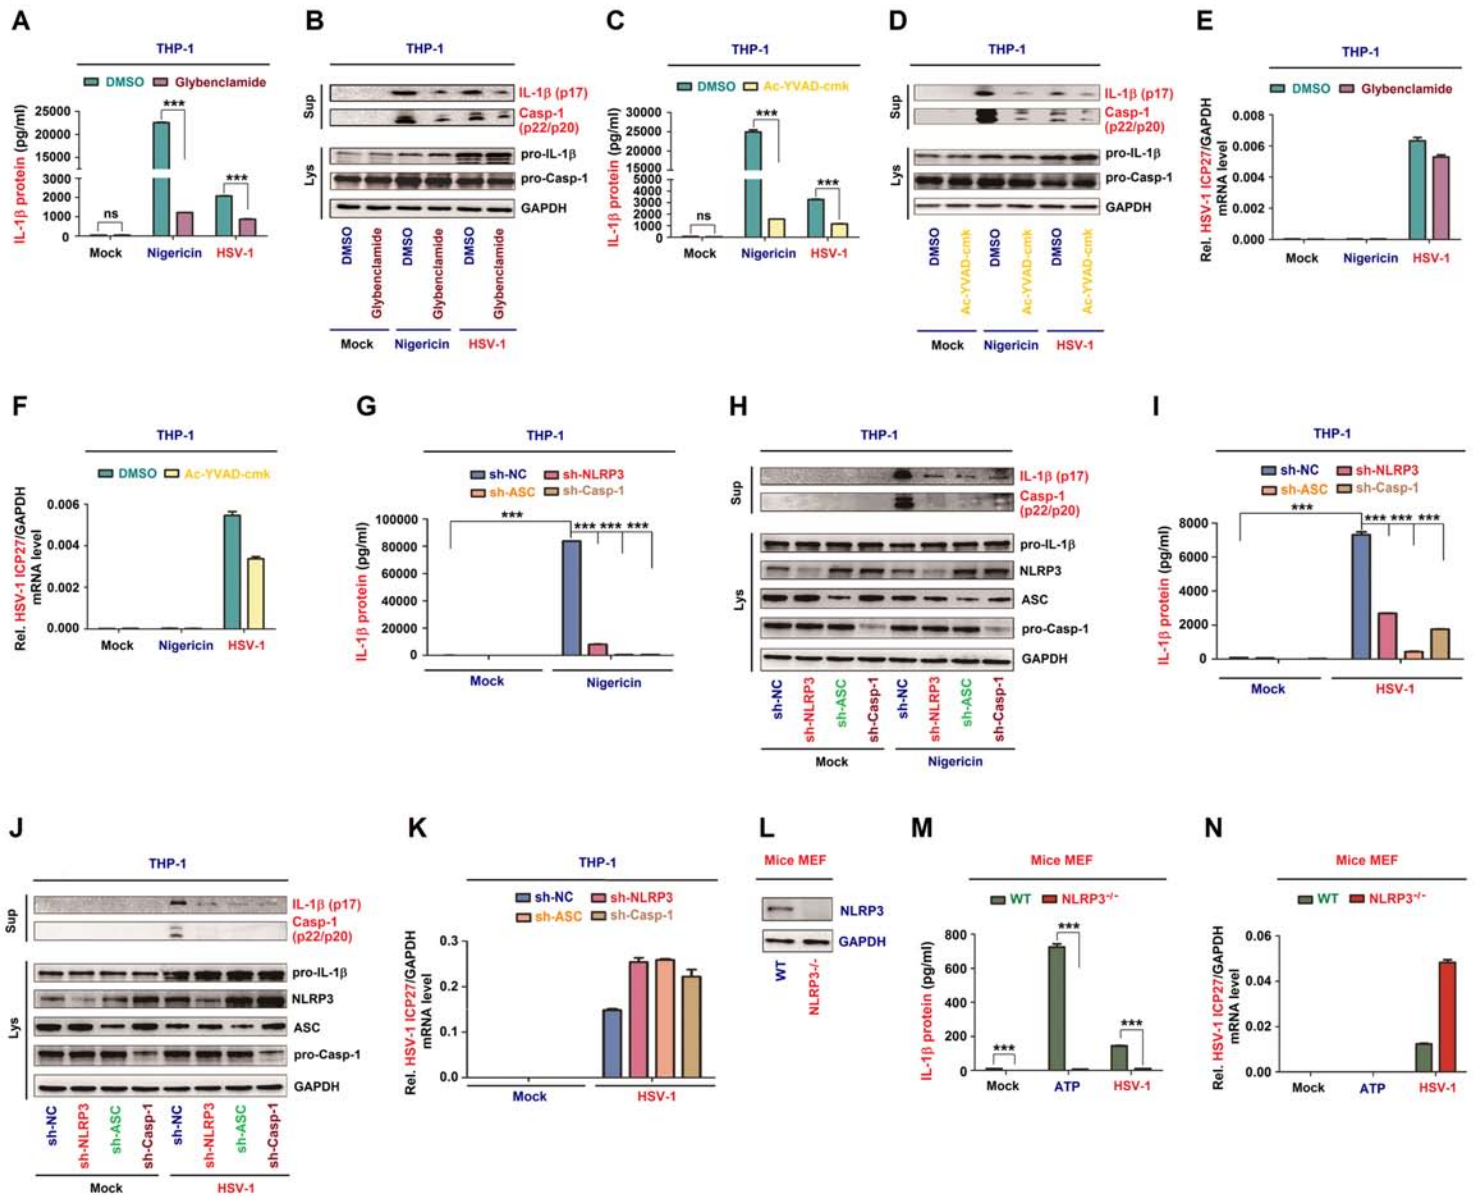 A
THP-1
DMSO Glybenclamide
IL-1β protein (pg/ml)
25000
20000
15000
3000
2000
1000
0
ns
***
***
Mock Nigericin HSV-1
B
THP-1
Sup
IL-1β (p17)
Casp-1
(p22/p20)
Lys
pro-IL-1β
pro-Casp-1
GAPDH
DMSO
Glybenclamide
DMSO
Glybenclamide
DMSO
Glybenclamide
Mock Nigericin HSV-1
C
THP-1
DMSO Ac-YVAD-cmk
IL-1β protein (pg/ml)
30000
25000
20000
15000
5000
4000
3000
2000
1000
0
ns
***
***
Mock Nigericin HSV-1
D
THP-1
Sup
IL-1β (p17)
Casp-1
(p22/p20)
Lys
pro-IL-1β
pro-Casp-1
GAPDH
DMSO
Ac-YVAD-cmk
DMSO
Ac-YVAD-cmk
DMSO
Ac-YVAD-cmk
Mock Nigericin HSV-1
E
THP-1
DMSO Glybenclamide
Rel. HSV-1 ICP27/GAPDH
mRNA level
0.008
0.006
0.004
0.002
0.000
Mock Nigericin HSV-1
F
THP-1
DMSO Ac-YVAD-cmk
Rel. HSV-1 ICP27/GAPDH
mRNA level
0.006
0.004
0.002
0.000
Mock Nigericin HSV-1
G
THP-1
sh-NC sh-NLRP3
sh-ASC sh-Casp-1
IL-1β protein (pg/ml)
100000
80000
60000
40000
20000
0
***
*** *** ***
Mock Nigericin
H
THP-1
Sup
IL-1β (p17)
Casp-1
(p22/p20)
Lys
pro-IL-1β
NLRP3
ASC
pro-Casp-1
GAPDH
sh-NC
sh-NLRP3
sh-ASC
sh-Casp-1
sh-NC
sh-NLRP3
sh-ASC
sh-Casp-1
Mock Nigericin
I
THP-1
sh-NC sh-NLRP3
sh-ASC sh-Casp-1
IL-1β protein (pg/ml)
8000
6000
4000
2000
0
***
*** *** ***
Mock HSV-1
J
THP-1
Sup
IL-1β (p17)
Casp-1
(p22/p20)
Lys
pro-IL-1β
NLRP3
ASC
pro-Casp-1
GAPDH
sh-NC
sh-NLRP3
sh-ASC
sh-Casp-1
sh-NC
sh-NLRP3
sh-ASC
sh-Casp-1
Mock HSV-1
K
THP-1
sh-NC sh-NLRP3
sh-ASC sh-Casp-1
Rel. HSV-1 ICP27/GAPDH
mRNA level
0.3
0.2
0.1
0.0
Mock HSV-1
L
Mice MEF
NLRP3
GAPDH
WT
NLRP3-/-
M
Mice MEF
WT NLRP3-/-
IL-1β protein (pg/ml)
800
600
400
200
0
***
***
***
Mock ATP HSV-1
N
Mice MEF
WT NLRP3-/-
Rel. HSV-1 ICP27/GAPDH
mRNA level
0.06
0.04
0.02
0.00
Mock ATP HSV-1